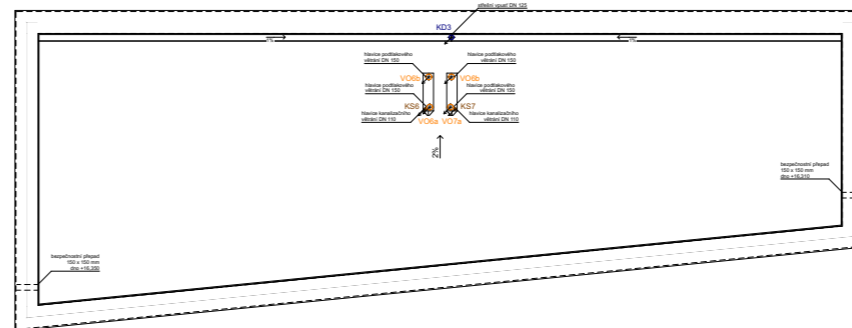 střešní vpusť DN 125
KD3
hlavice podtlakového
větrání DN 150
hlavice podtlakového
větrání DN 150
VO6b
VO6b
hlavice podtlakového
větrání DN 150
hlavice podtlakového
větrání DN 150
KS6
KS7
hlavice kanalizačního
větrání DN 110
hlavice kanalizačního
větrání DN 110
VO6a
VO7a
2%
bezpečnostní přepad
150 x 150 mm
dno +16,310
bezpečnostní přepad
150 x 150 mm
dno +16,350